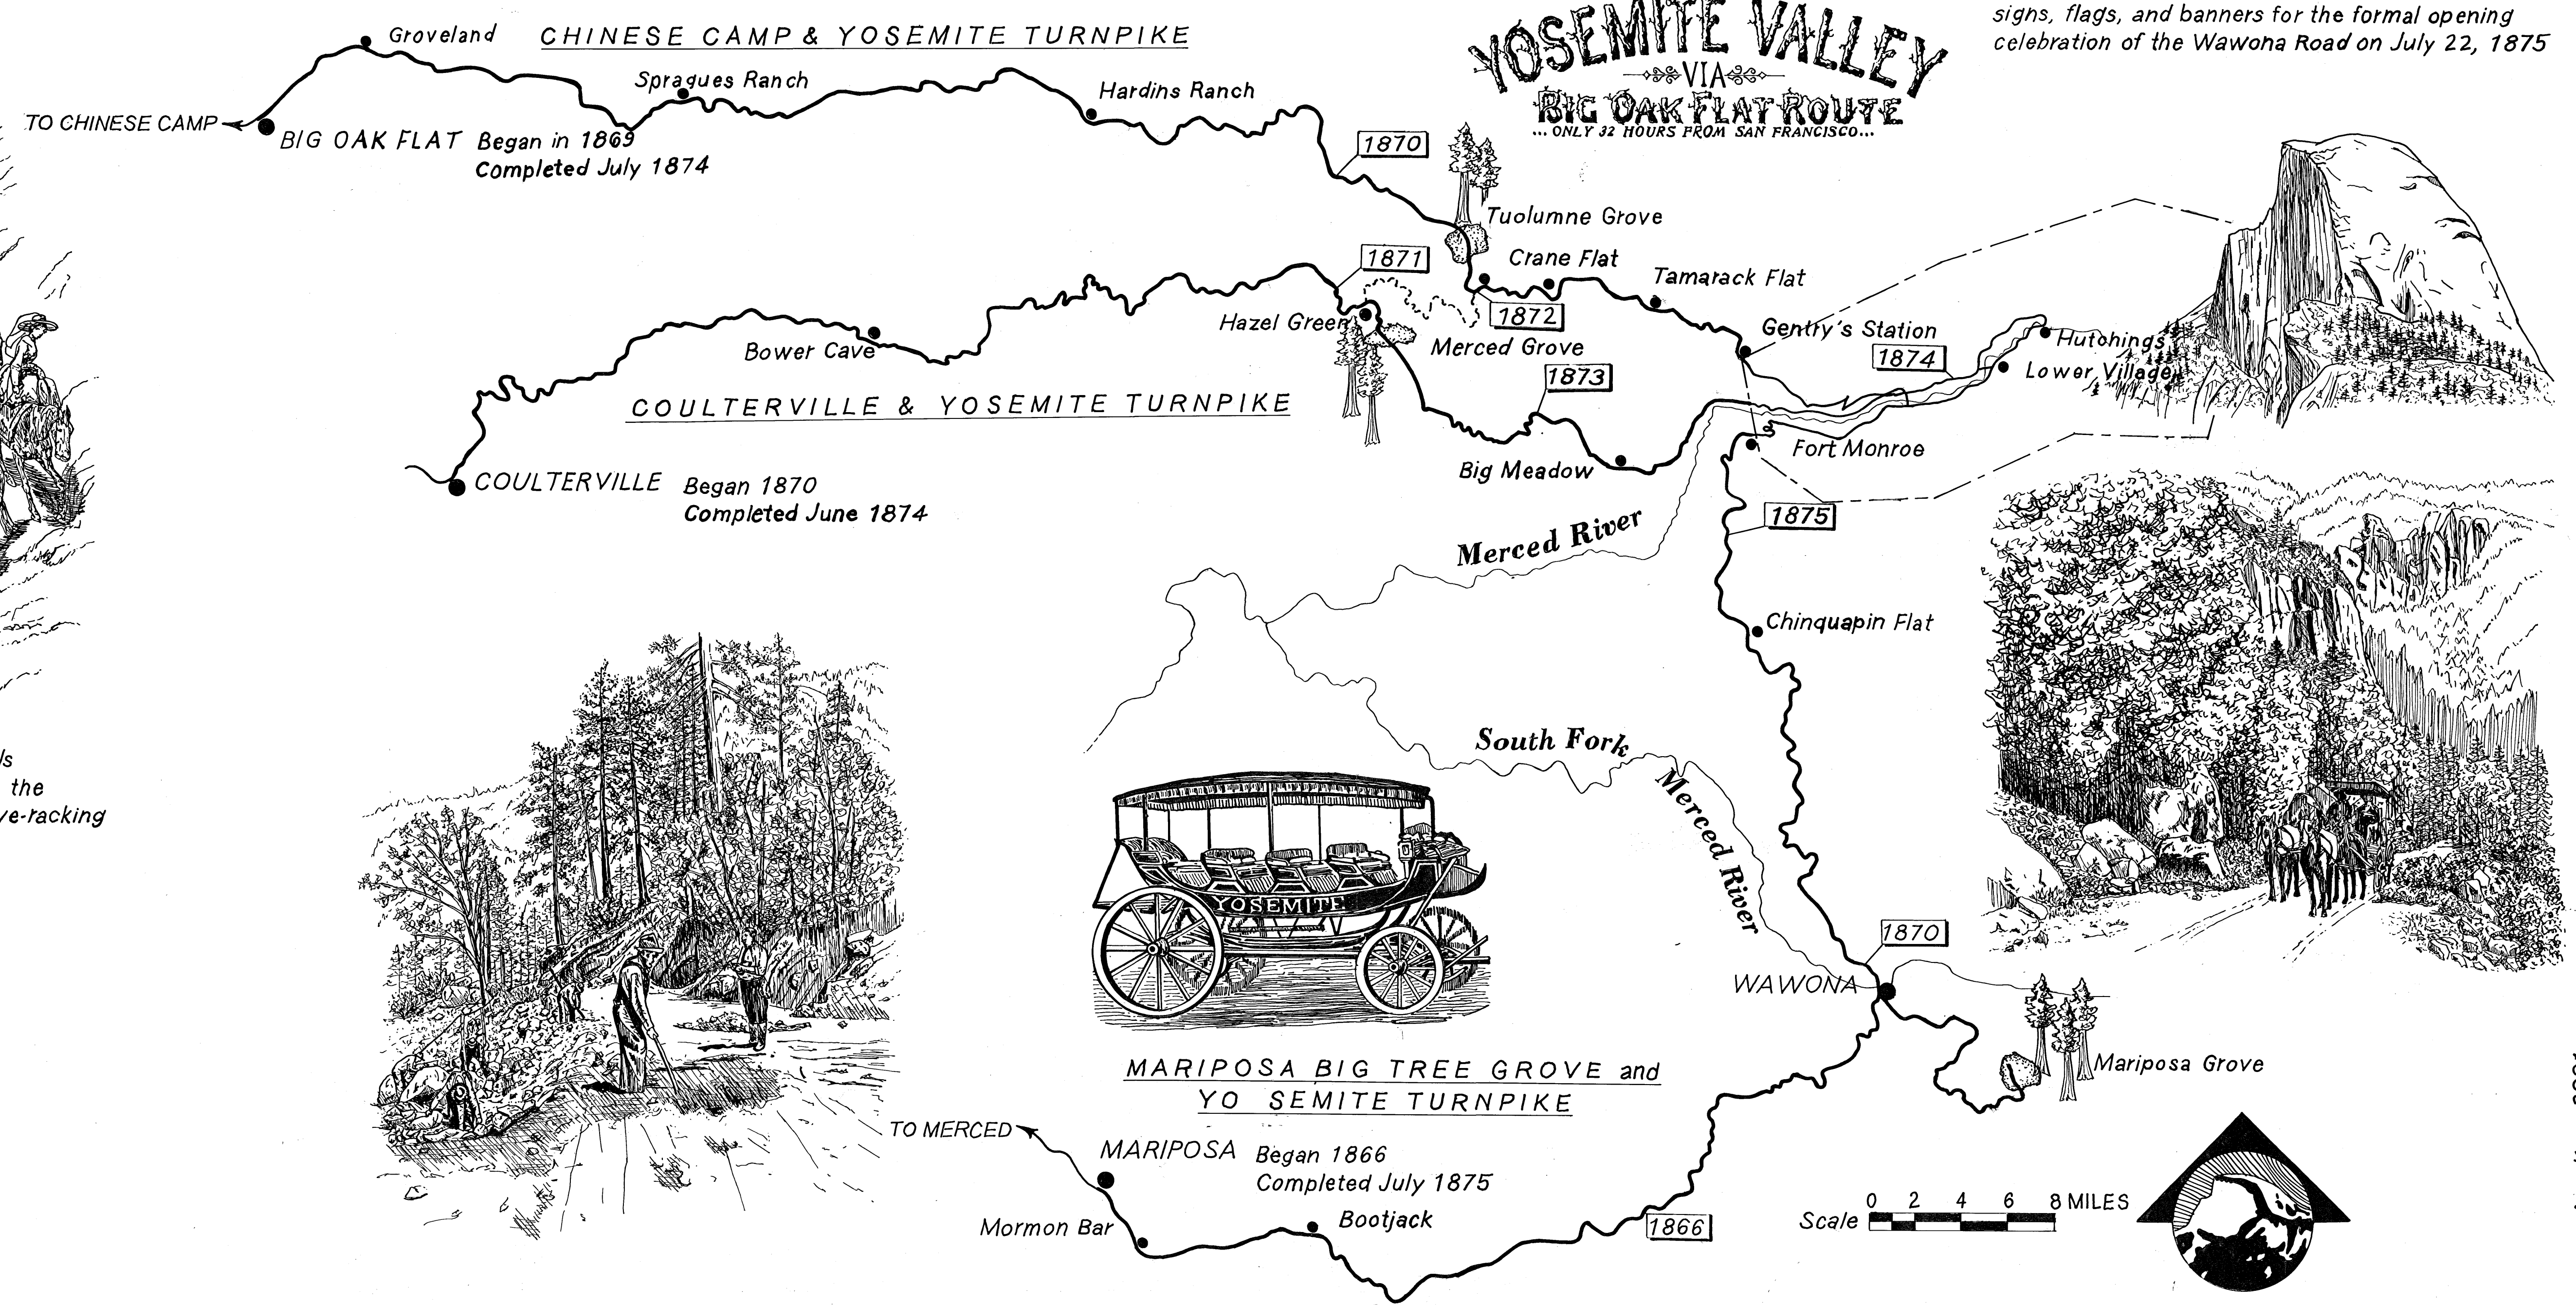 signs, flags, and banners for the formal opening
celebration of the Wawona Road on July 22, 1875
YOSEMITE VALLEY
VIA
BIG OAK FLAT ROUTE
... ONLY 32 HOURS FROM SAN FRANCISCO...
CHINESE CAMP & YOSEMITE TURNPIKE
Groveland
Spragues Ranch
Hardins Ranch
TO CHINESE CAMP
BIG OAK FLAT Began in 1869
Completed July 1874
1870
Tuolumne Grove
Crane Flat
Tamarack Flat
1871
1872
Hazel Green
Merced Grove
Gentry's Station
1874
Hutchings
Lower Village
Bower Cave
1873
COULTERVILLE & YOSEMITE TURNPIKE
Fort Monroe
Big Meadow
COULTERVILLE Began 1870
Completed June 1874
1875
Merced River
Chinquapin Flat
South Fork
Merced River
ls
the
ve-racking
YOSEMITE
1870
WAWONA
Mariposa Grove
MARIPOSA BIG TREE GROVE and
YO SEMITE TURNPIKE
TO MERCED
MARIPOSA Began 1866
Completed July 1875
Mormon Bar
Bootjack
1866
Scale 0 2 4 6 8 MILES